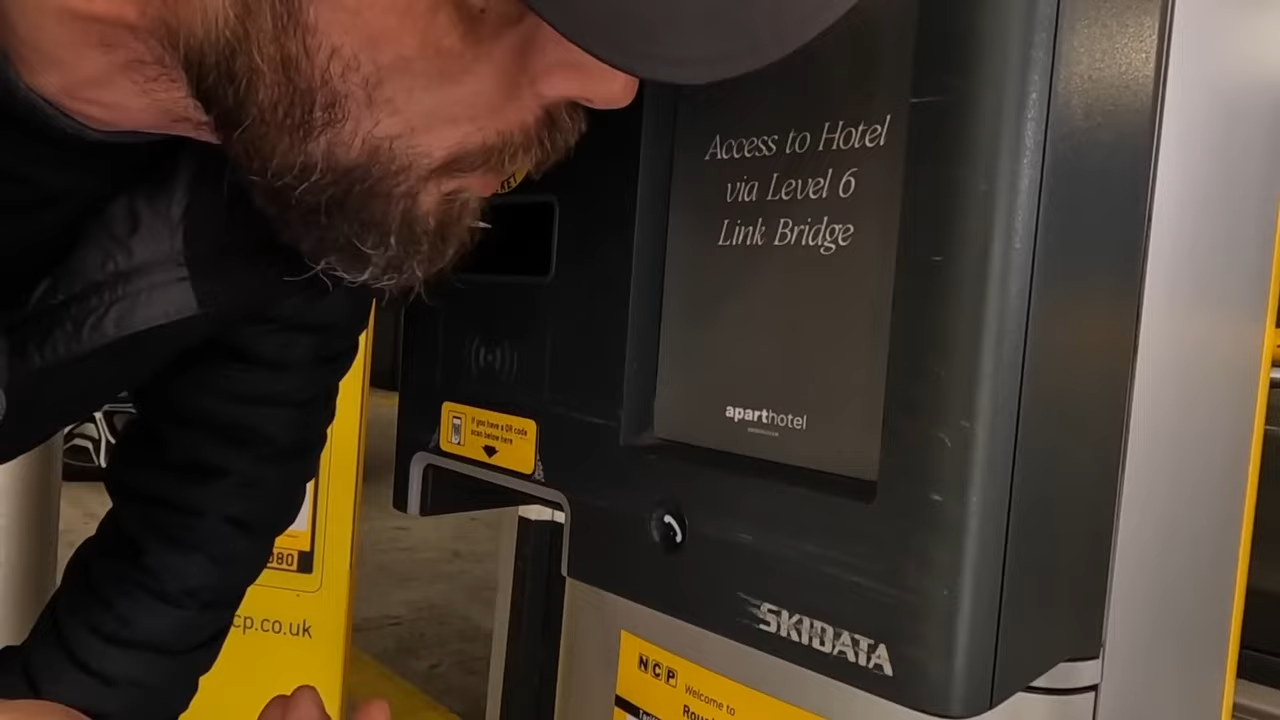 Access to Hotel
via Level 6
Link Bridge
aparthotel
If you have a QR code
scan below here
080
cp.co.uk
SKIDATA
NCP
Welcome to